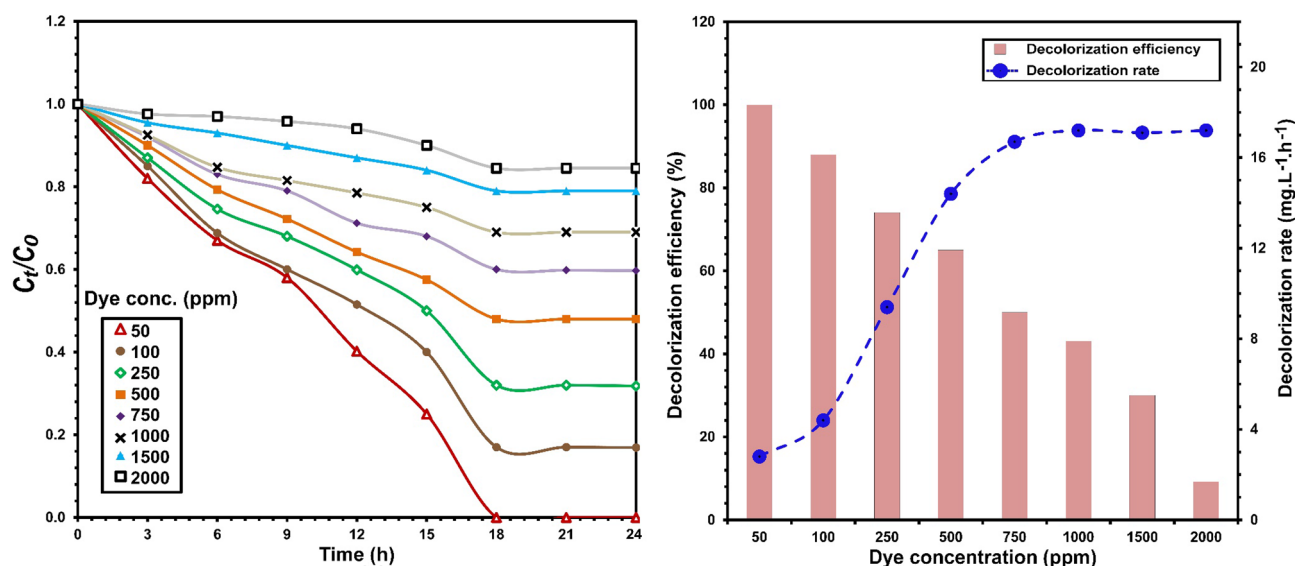 1.2
1.0
0.8
0.6
0.4
0.2
0.0
Ct/C0
Dye conc. (ppm)
50
100
250
500
750
1000
1500
2000
0 3 6 9 12 15 18 21 24
Time (h)
120
100
80
60
40
20
0
Decolorization efficiency (%)
Decolorization efficiency
Decolorization rate
20
16
12
8
4
0
Decolorization rate (mg.L⁻¹.h⁻¹)
50 100 250 500 750 1000 1500 2000
Dye concentration (ppm)